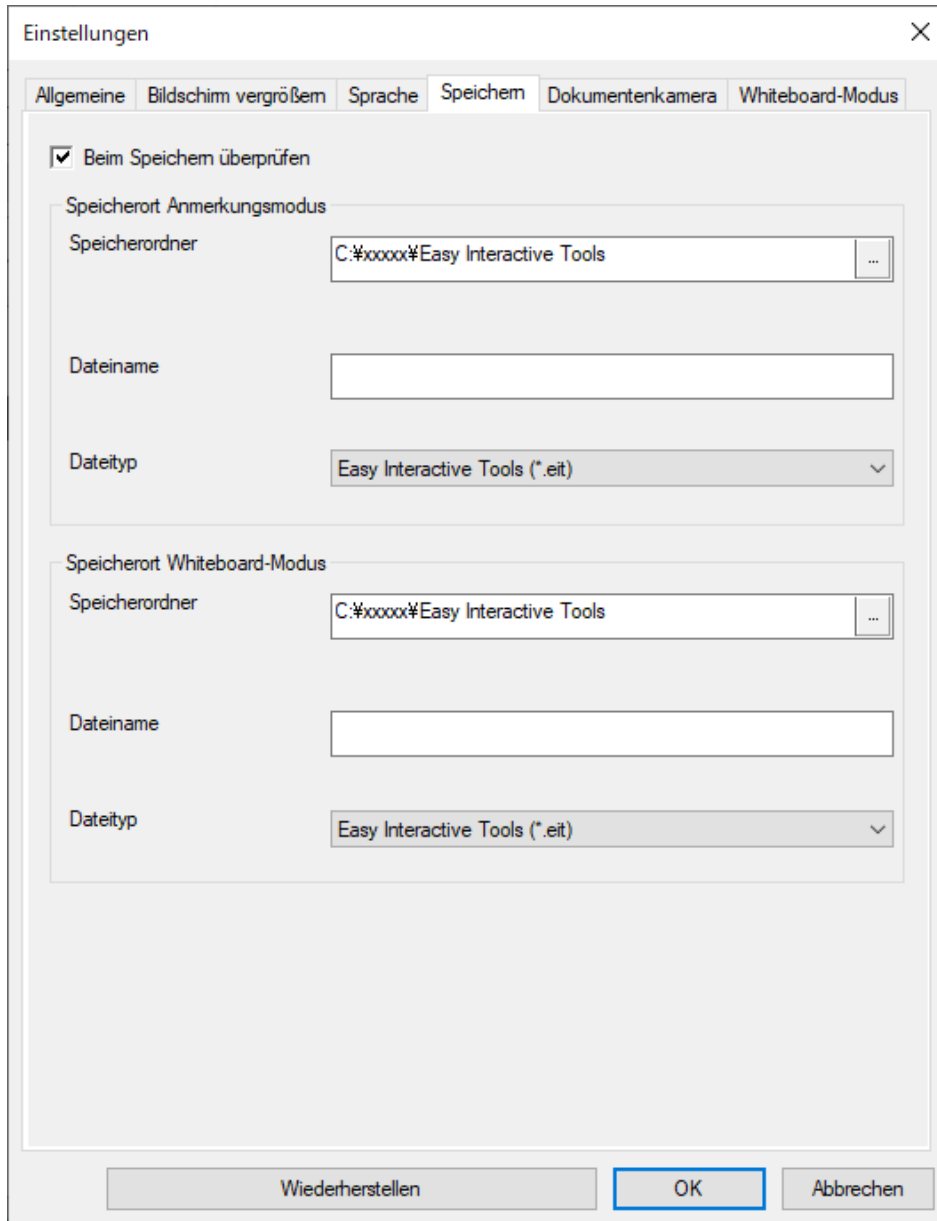 Einstellungen
Allgemeine Bildschirm vergrößern Sprache Speichern Dokumentenkamera Whiteboard-Modus
Beim Speichern überprüfen
Speicherort Anmerkungsmodus
Speicherordner C:¥xxxxx¥Easy Interactive Tools ...
Dateiname
Dateityp Easy Interactive Tools (*.eit)
Speicherort Whiteboard-Modus
Speicherordner C:¥xxxxx¥Easy Interactive Tools ...
Dateiname
Dateityp Easy Interactive Tools (*.eit)
Wiederherstellen OK Abbrechen